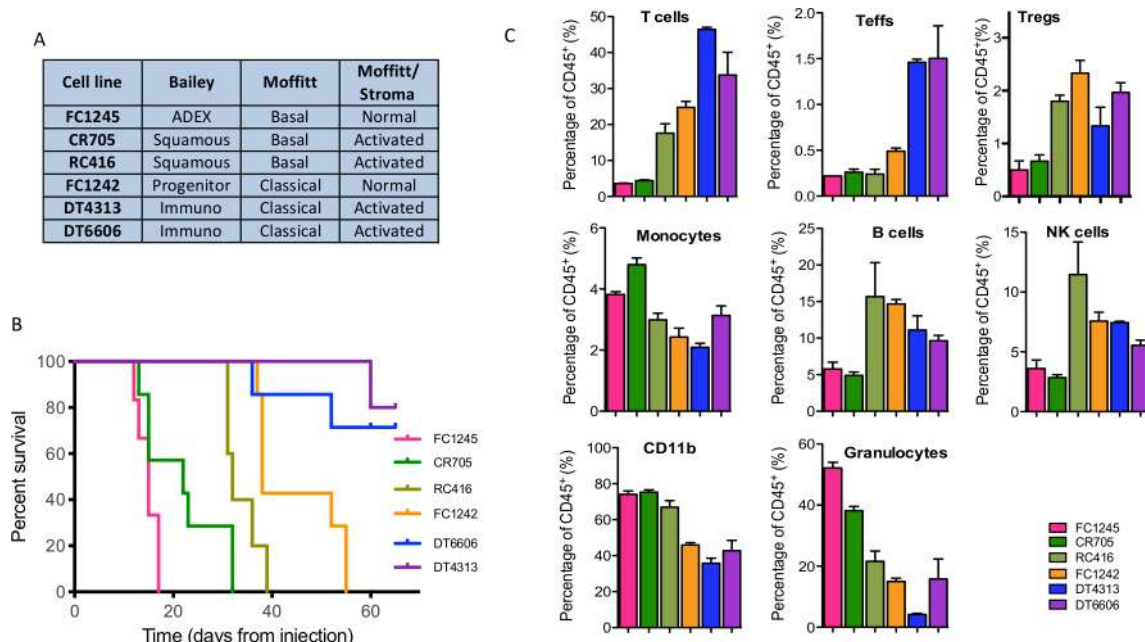 A
Cell line Bailey Moffitt Moffitt/ Stroma
FC1245 ADEX Basal Normal
CR705 Squamous Basal Activated
RC416 Squamous Basal Activated
FC1242 Progenitor Classical Normal
DT4313 Immuno Classical Activated
DT6606 Immuno Classical Activated
B
Percent survival
100
80
60
40
20
0
0 20 40 60
Time (days from injection)
FC1245
CR705
RC416
FC1242
DT6606
DT4313
C
T cells
Percentage of CD45⁺ (%)
50
40
30
20
10
0
Teffs
Percentage of CD45⁺ (%)
2.0
1.5
1.0
0.5
0.0
Tregs
Percentage of CD45⁺(%)
3
2
1
0
Monocytes
Percentage of CD45⁺ (%)
6
4
2
0
B cells
Percentage of CD45⁺ (%)
25
20
15
10
5
0
NK cells
Percentage of CD45⁺ (%)
15
10
5
0
CD11b
Percentage of CD45⁺ (%)
100
80
60
40
20
0
Granulocytes
Percentage of CD45⁺ (%)
60
40
20
0
FC1245
CR705
RC416
FC1242
DT4313
DT6606